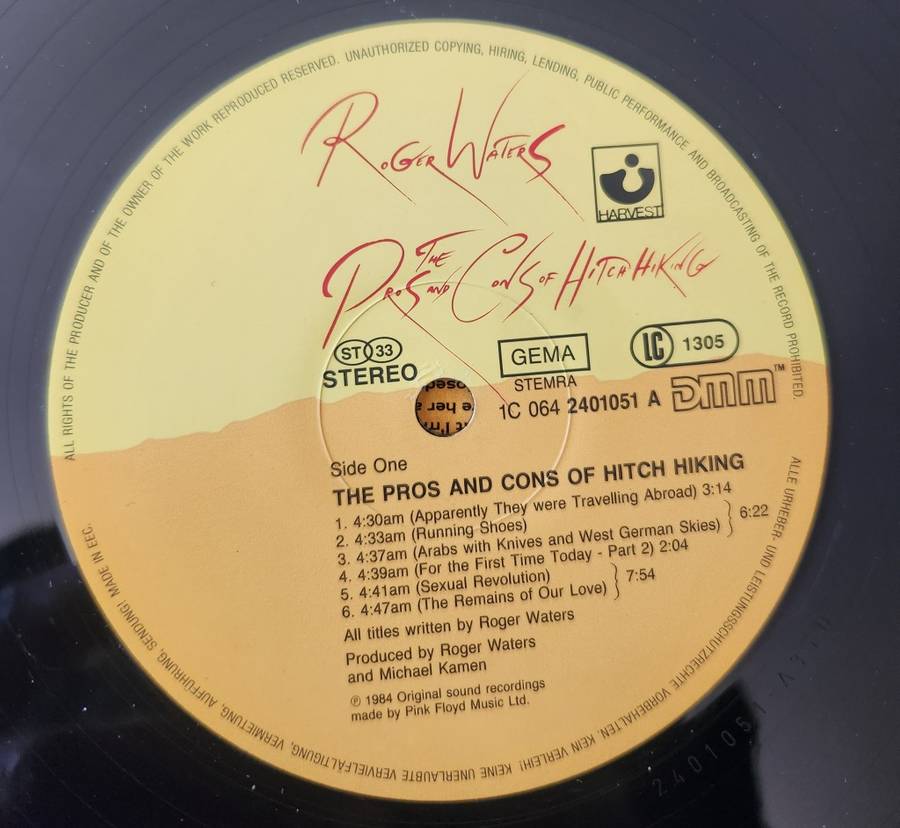 ALL RIGHTS OF THE PRODUCER AND OF THE OWNER OF THE WORK REPRODUCED RESERVED. UNAUTHORIZED COPYING, HIRING, LENDING, PUBLIC PERFORMANCE AND BROADCASTING OF THE RECORD PROHIBITED.
ROGER WATERS
HARVEST
THE
PROS AND CONS OF HITCH HIKING
ST 33
STEREO
GEMA
STEMRA
LC 1305
1C 064 2401051 A
DMM™
Side One
THE PROS AND CONS OF HITCH HIKING
1. 4:30am (Apparently They were Travelling Abroad) 3:14
2. 4:33am (Running Shoes)
3. 4:37am (Arabs with Knives and West German Skies) 6:22
4. 4:39am (For the First Time Today - Part 2) 2:04
5. 4:41am (Sexual Revolution)
6. 4:47am (The Remains of Our Love) 7:54
All titles written by Roger Waters
Produced by Roger Waters
and Michael Kamen
℗ 1984 Original sound recordings
made by Pink Floyd Music Ltd.
ALLE URHEBER- UND LEISTUNGSSCHUTZRECHTE VORBEHALTEN. KEIN VERLEIH! KEINE UNERLAUBTE VERVIELFÄLTIGUNG, VERMIETUNG, AUFFÜHRUNG, SENDUNG! MADE IN EEC.
2401051